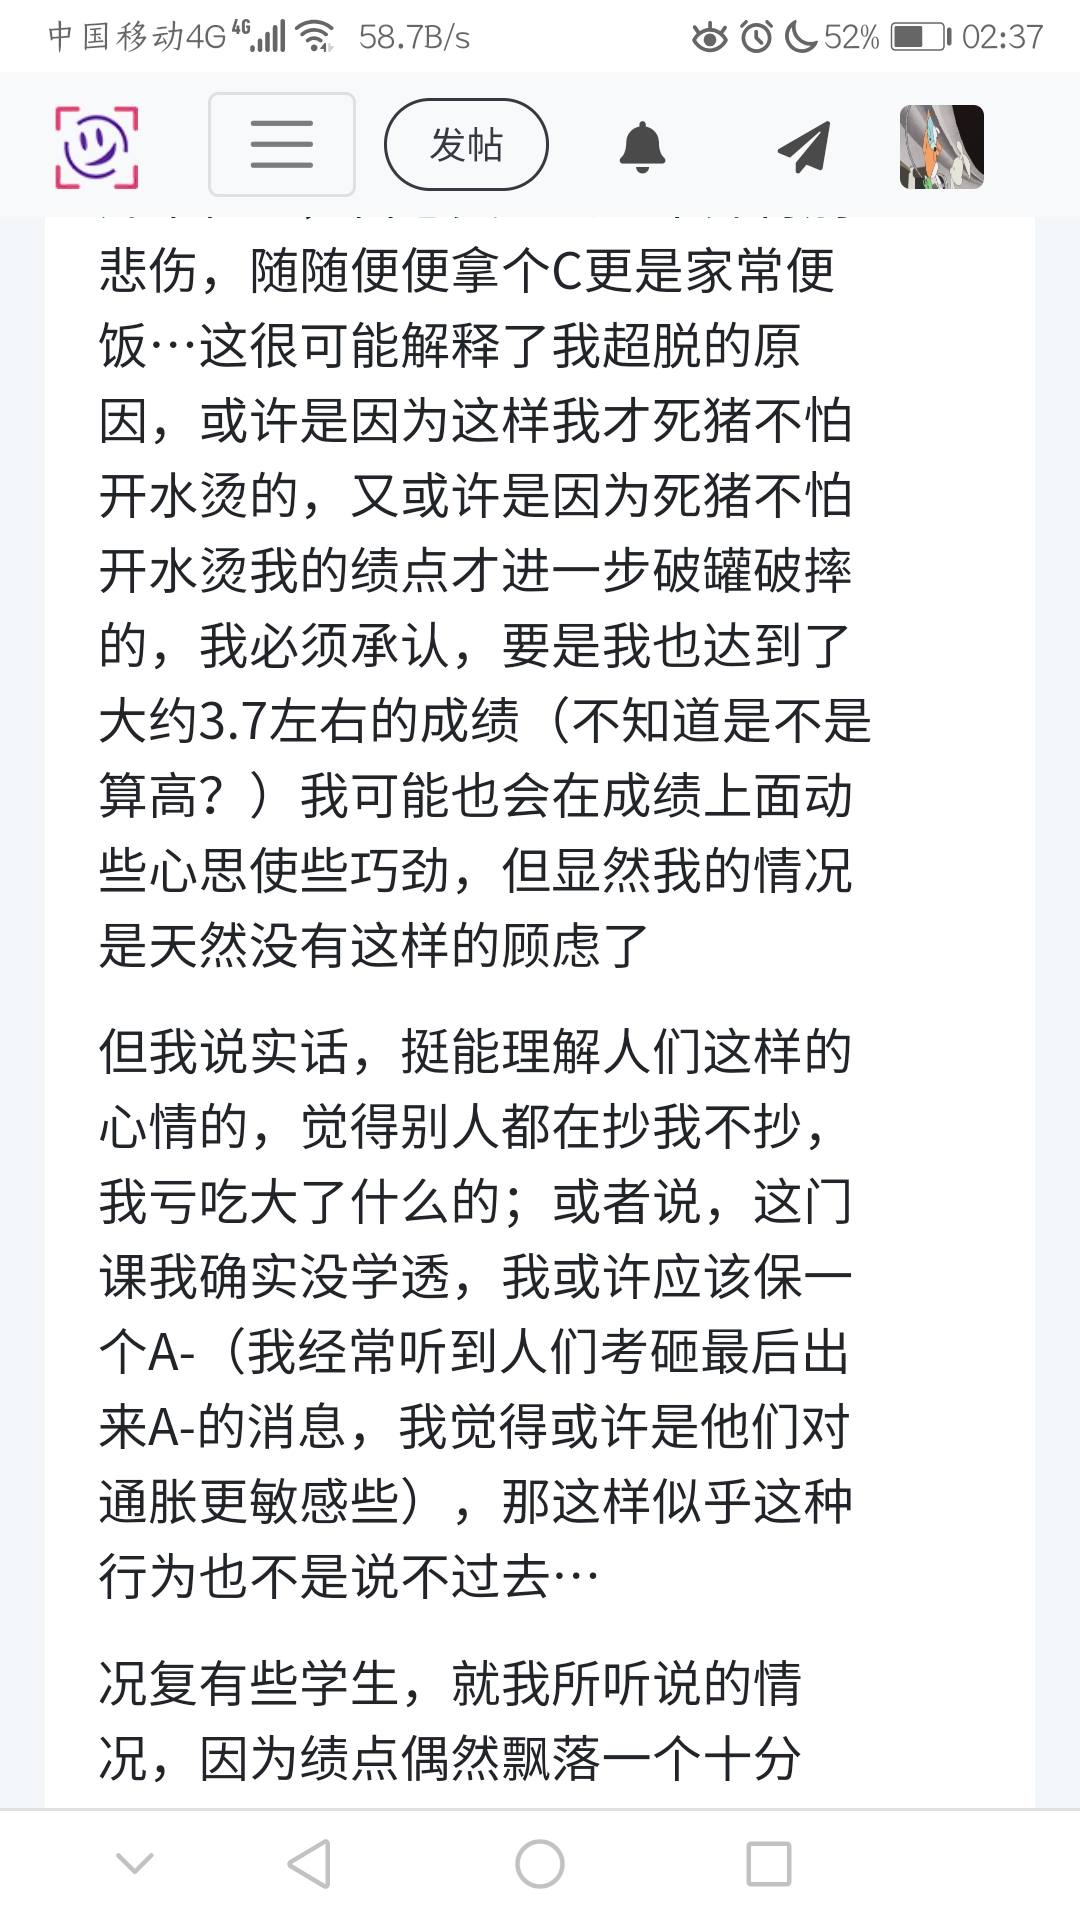 中国移动4G 4G 58.7B/s 52% 02:37
发帖
悲伤，随随便便拿个C更是家常便
饭…这很可能解释了我超脱的原
因，或许是因为这样我才死猪不怕
开水烫的，又或许是因为死猪不怕
开水烫我的绩点才进一步破罐破摔
的，我必须承认，要是我也达到了
大约3.7左右的成绩（不知道是不是
算高？）我可能也会在成绩上面动
些心思使些巧劲，但显然我的情况
是天然没有这样的顾虑了
但我说实话，挺能理解人们这样的
心情的，觉得别人都在抄我不抄，
我亏吃大了什么的；或者说，这门
课我确实没学透，我或许应该保一
个A-（我经常听到人们考砸最后出
来A-的消息，我觉得或许是他们对
通胀更敏感些），那这样似乎这种
行为也不是说不过去…
况复有些学生，就我所听说的情
况，因为绩点偶然飘落一个十分